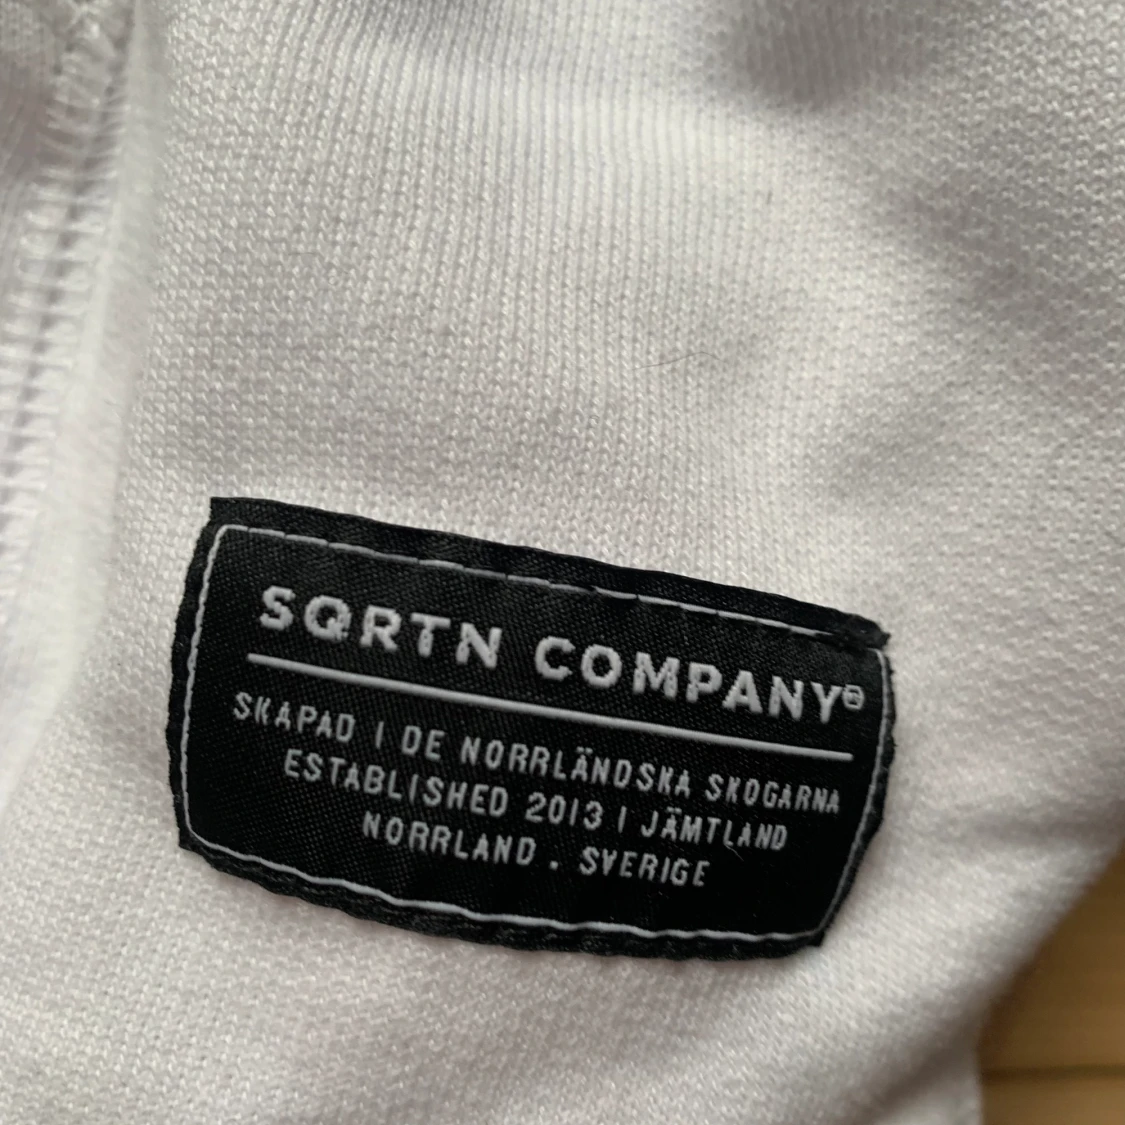 SQRTN COMPANY®
SKAPAD | DE NORRLÄNDSKA SKOGARNA
ESTABLISHED 2013 | JÄMTLAND
NORRLAND . SVERIGE